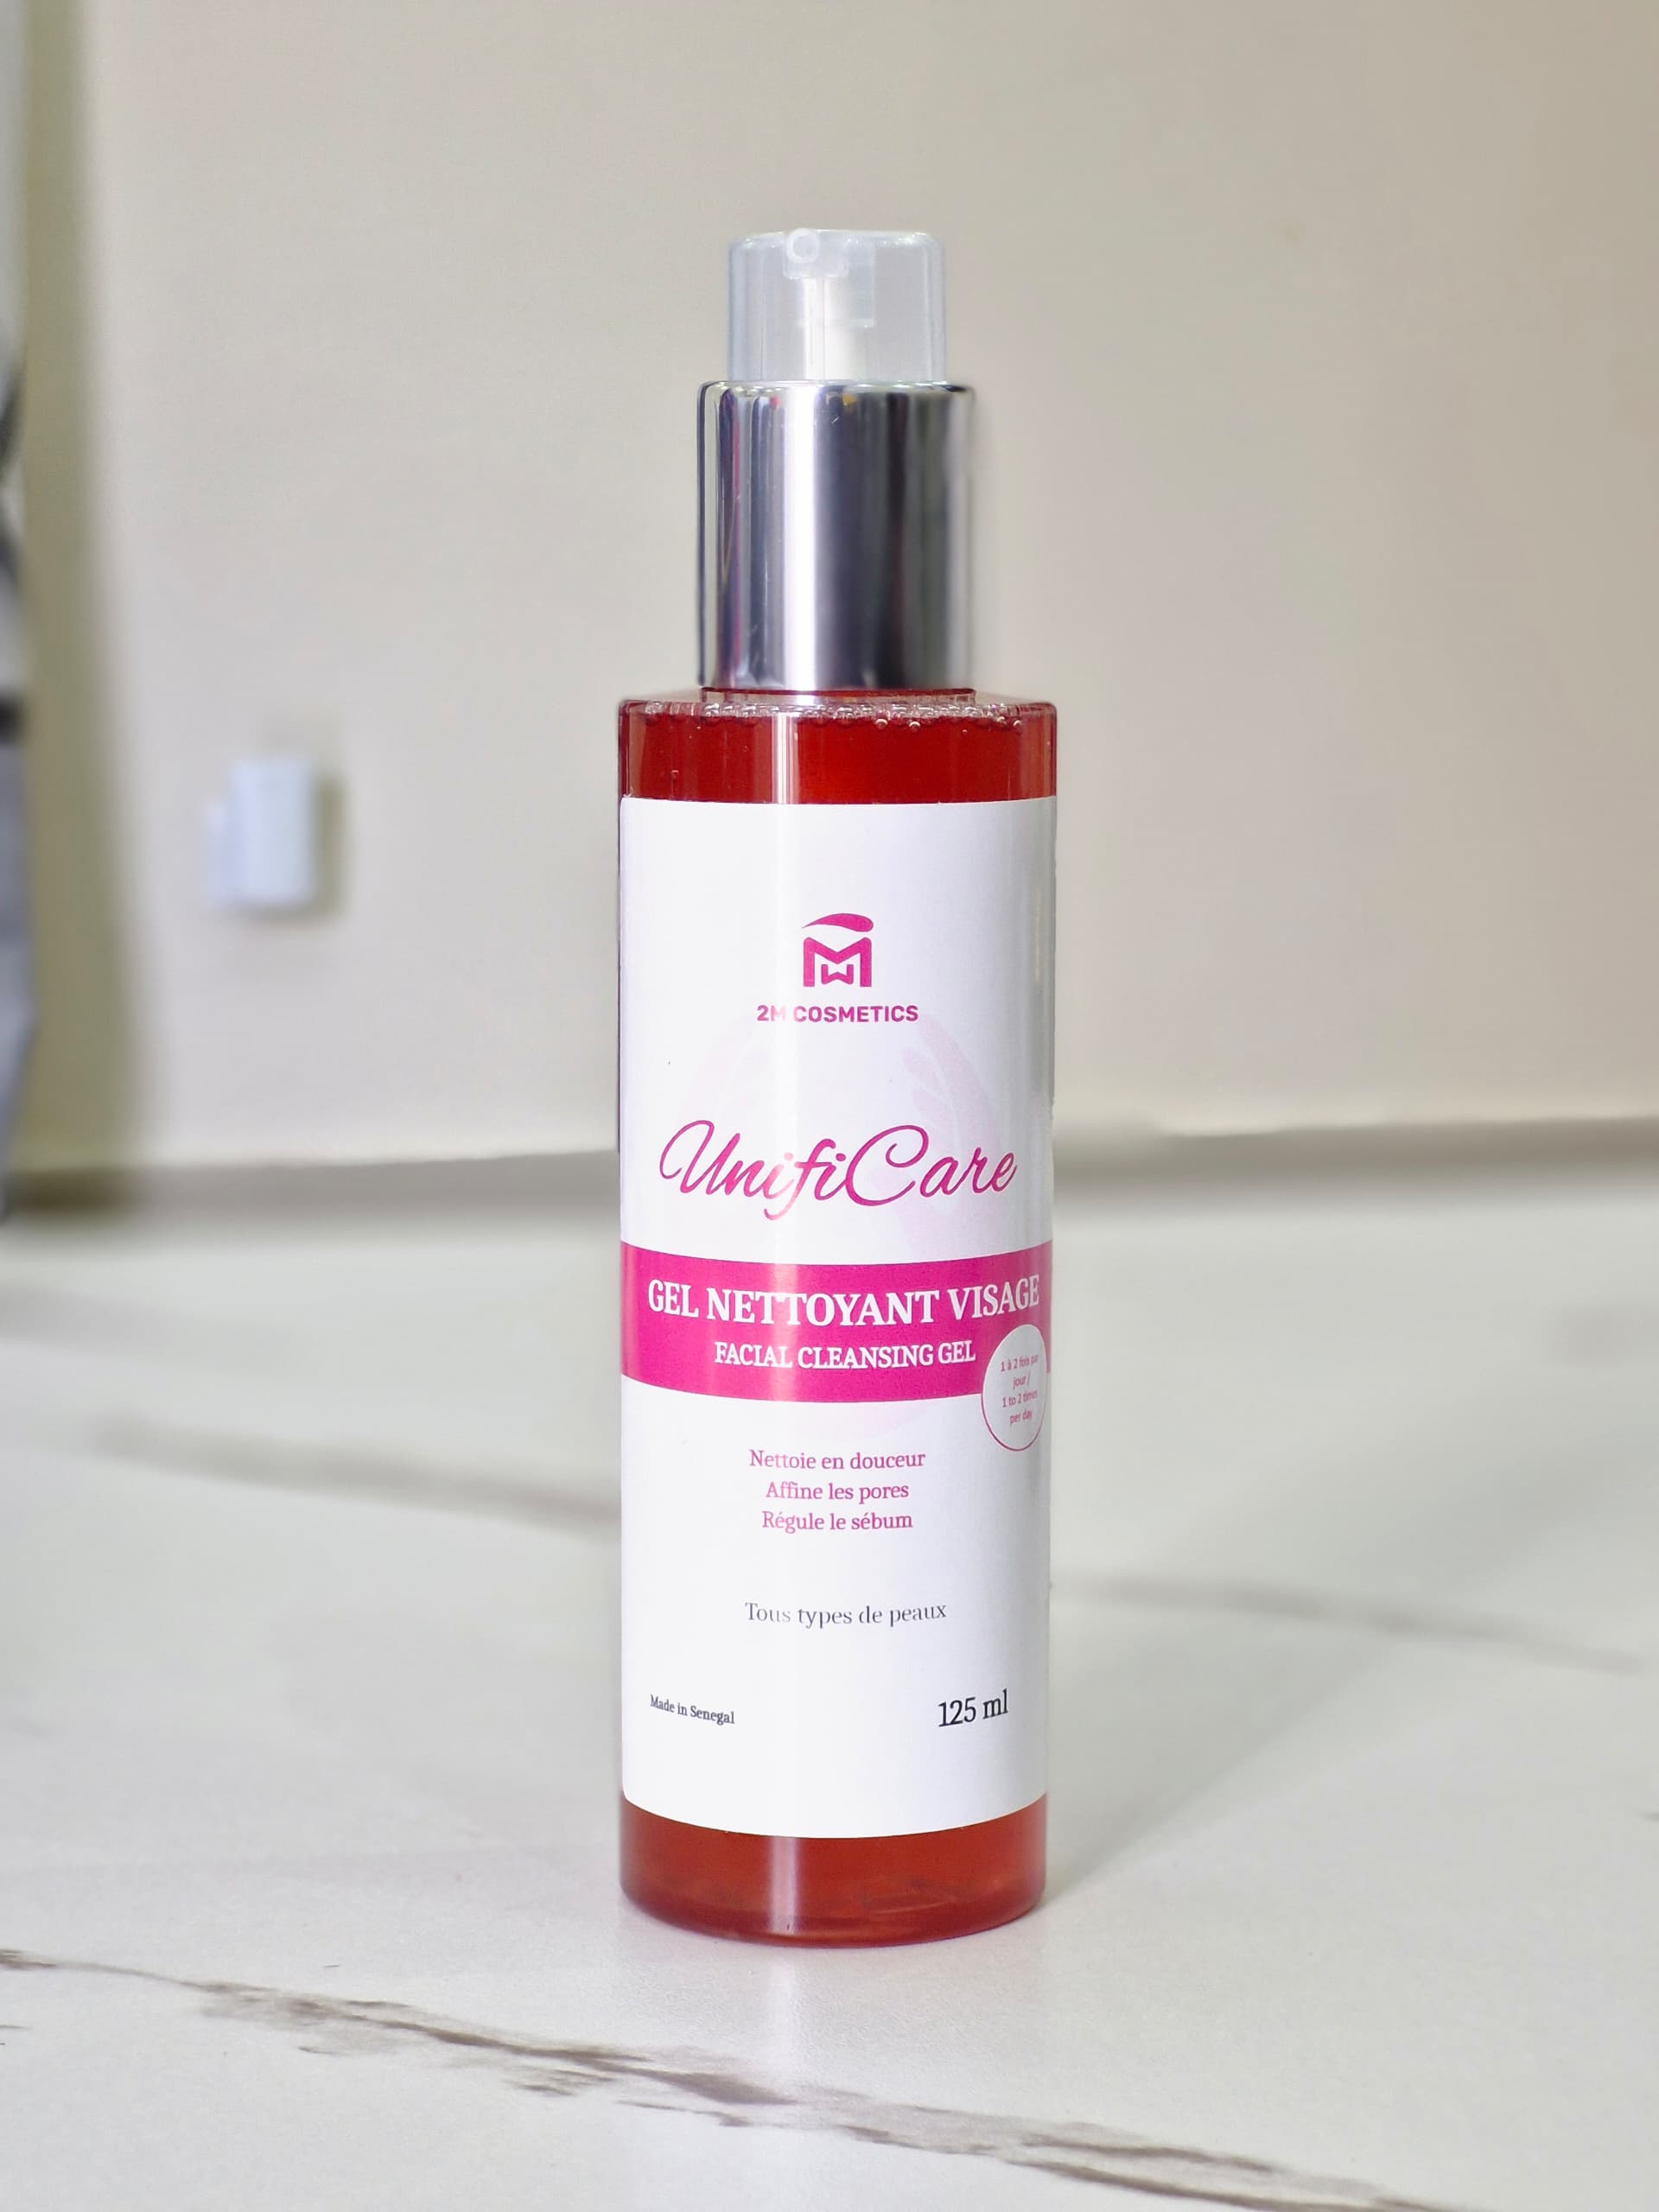 2M COSMETICS
UnifiCare
GEL NETTOYANT VISAGE
FACIAL CLEANSING GEL
1 à 2 fois par
jour /
1 to 2 times
per day
Nettoie en douceur
Affine les pores
Régule le sébum
Tous types de peaux
Made in Senegal
125 ml